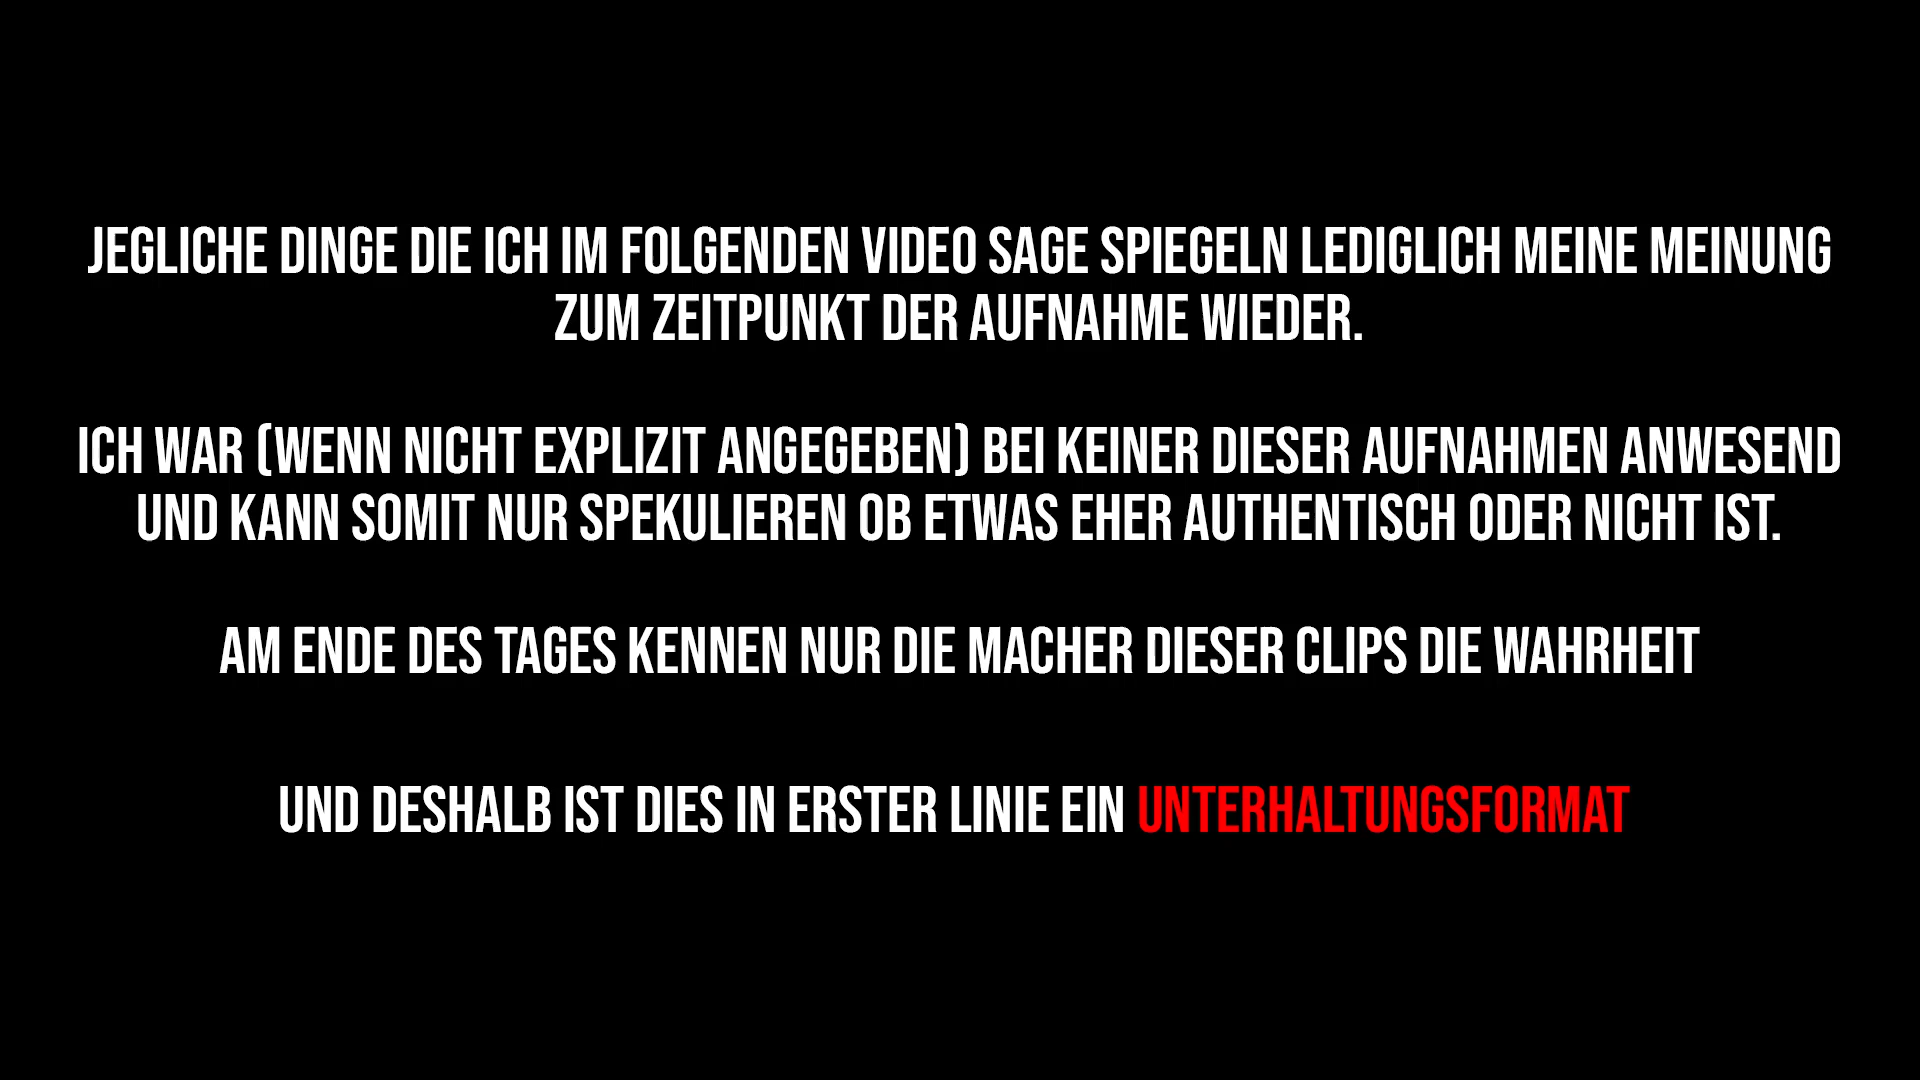 JEGLICHE DINGE DIE ICH IM FOLGENDEN VIDEO SAGE SPIEGELN LEDIGLICH MEINE MEINUNG
ZUM ZEITPUNKT DER AUFNAHME WIEDER.
ICH WAR (WENN NICHT EXPLIZIT ANGEGEBEN) BEI KEINER DIESER AUFNAHMEN ANWESEND
UND KANN SOMIT NUR SPEKULIEREN OB ETWAS EHER AUTHENTISCH ODER NICHT IST.
AM ENDE DES TAGES KENNEN NUR DIE MACHER DIESER CLIPS DIE WAHRHEIT
UND DESHALB IST DIES IN ERSTER LINIE EIN UNTERHALTUNGSFORMAT